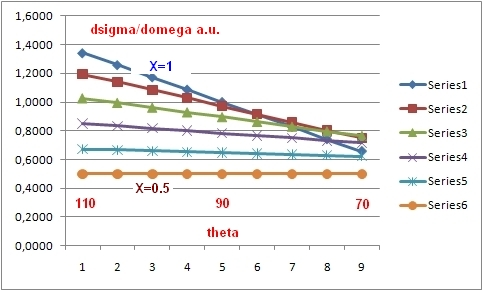 1,6000
dsigma/domega a.u.
1,4000
X=1
1,2000
1,0000
0,8000
0,6000
X=0.5
0,4000
110 90 70
0,2000
theta
0,0000
1 2 3 4 5 6 7 8 9
Series1
Series2
Series3
Series4
Series5
Series6